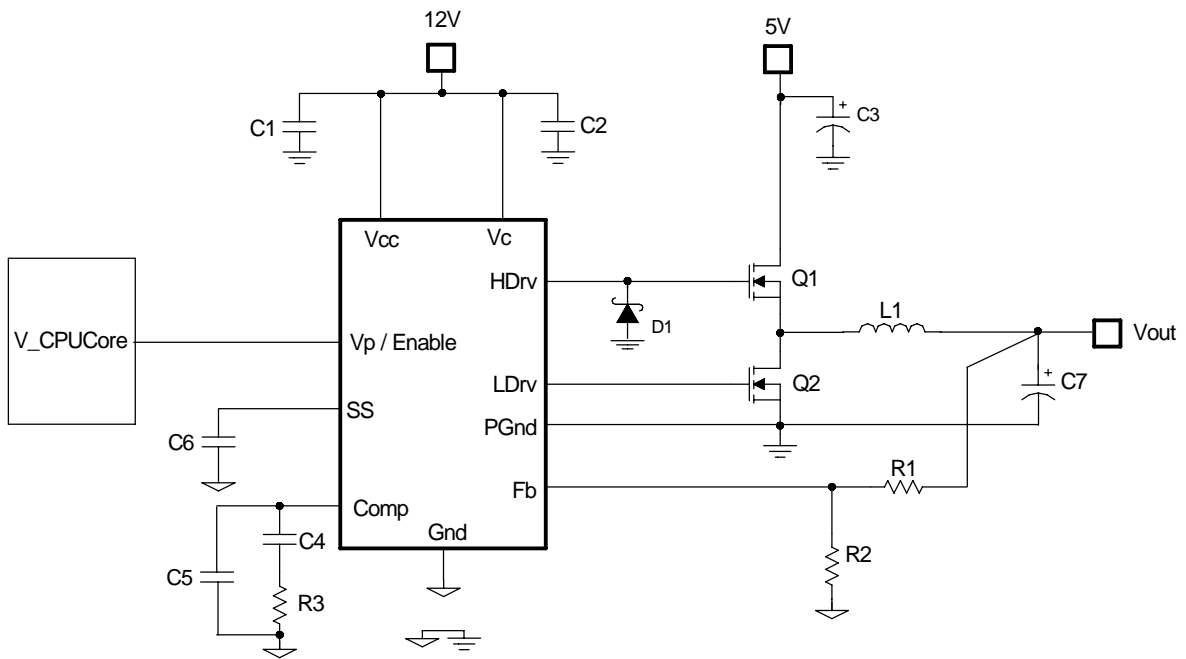 12V
5V
C1
C2
C3
+
Vcc
Vc
HDrv
Q1
D1
L1
V_CPUCore
Vp / Enable
Vout
LDrv
Q2
+
C7
SS
PGnd
C6
R1
Fb
Comp
Gnd
C4
R2
C5
R3